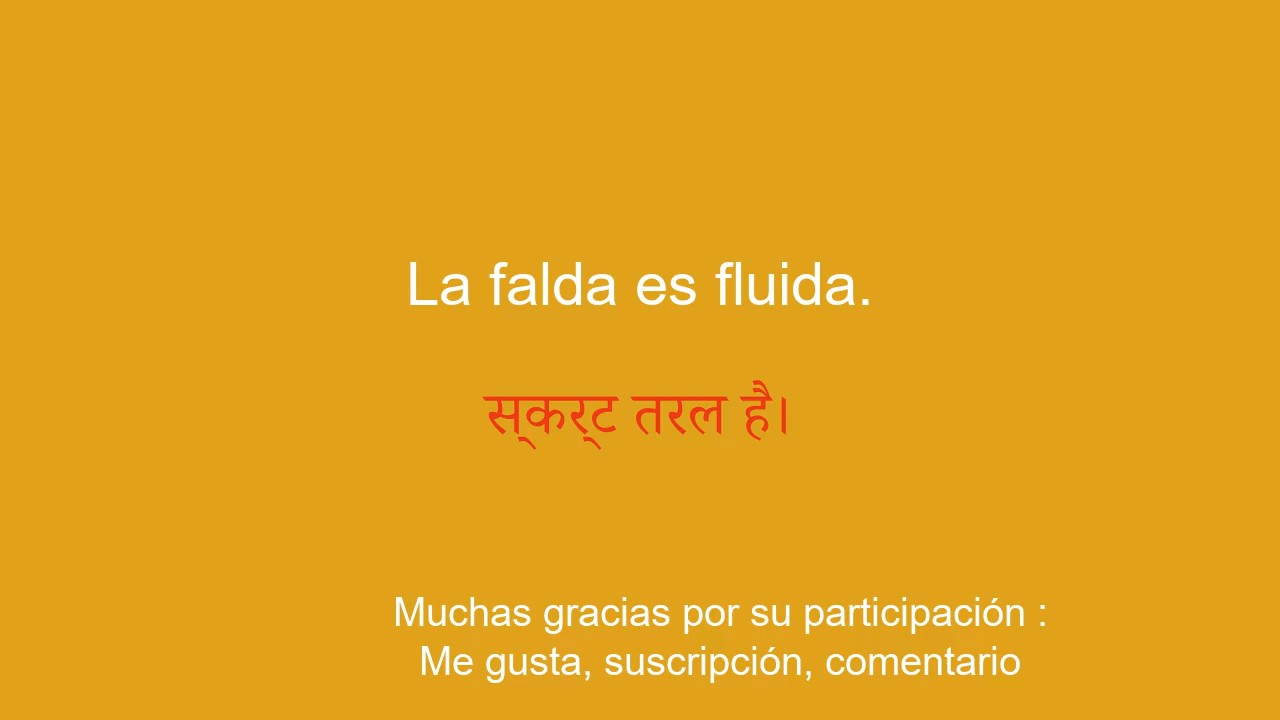 La falda es fluida.
स्कर्ट तरल है।
Muchas gracias por su participación :
Me gusta, suscripción, comentario